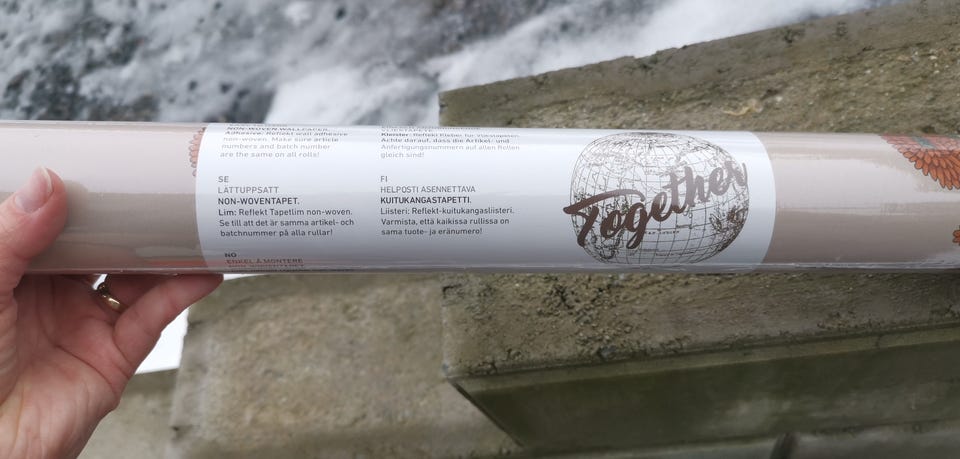 NON-WOVEN WALLPAPER.
Adhesive: Reflekt wall adhesive
non-woven. Make sure article
numbers and batch number
are the same on all rolls!
VLIESTAPETE
Kleister: Reflekt Kleber für Vliestapeten.
Achte darauf, dass die Artikel- und
Anfertigungsnummern auf allen Rollen
gleich sind!
SE
LÄTTUPPSATT
NON-WOVENTAPET.
Lim: Reflekt Tapetlim non-woven.
Se till att det är samma artikel- och
batchnummer på alla rullar!
FI
HELPOSTI ASENNETTAVA
KUITUKANGASTAPETTI.
Liisteri: Reflekt-kuitukangasliisteri.
Varmista, että kaikissa rullissa on
sama tuote- ja eränumero!
NO
ENKEL Å MONTERE
NON-WOVENTAPET
Together